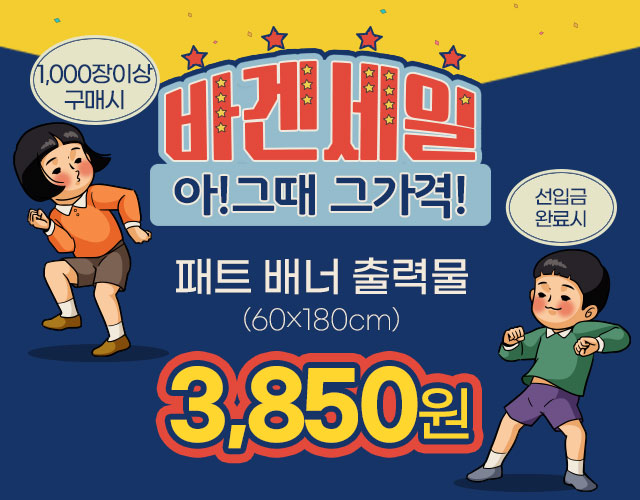 1,000장이상
구매시
바겐세일
아!그때 그가격!
선입금
완료시
패트 배너 출력물
(60×180cm)
3,850원